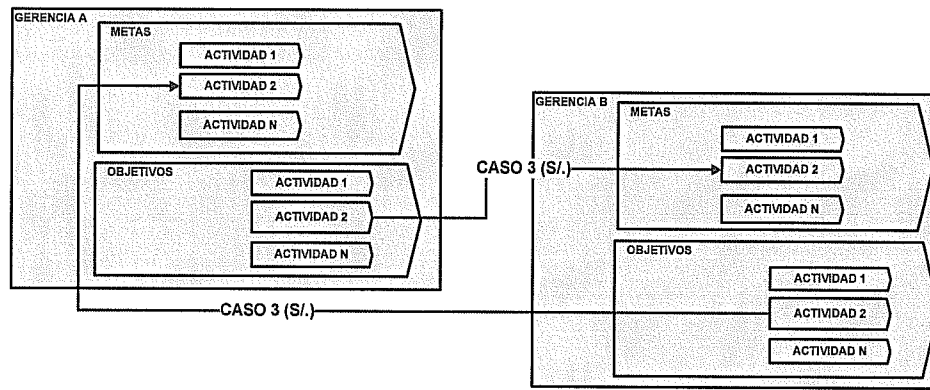 GERENCIA A
METAS
ACTIVIDAD 1
ACTIVIDAD 2
ACTIVIDAD N
OBJETIVOS
ACTIVIDAD 1
ACTIVIDAD 2
ACTIVIDAD N
CASO 3 (S/.)
GERENCIA B
METAS
ACTIVIDAD 1
ACTIVIDAD 2
ACTIVIDAD N
OBJETIVOS
ACTIVIDAD 1
ACTIVIDAD 2
ACTIVIDAD N
CASO 3 (S/.)